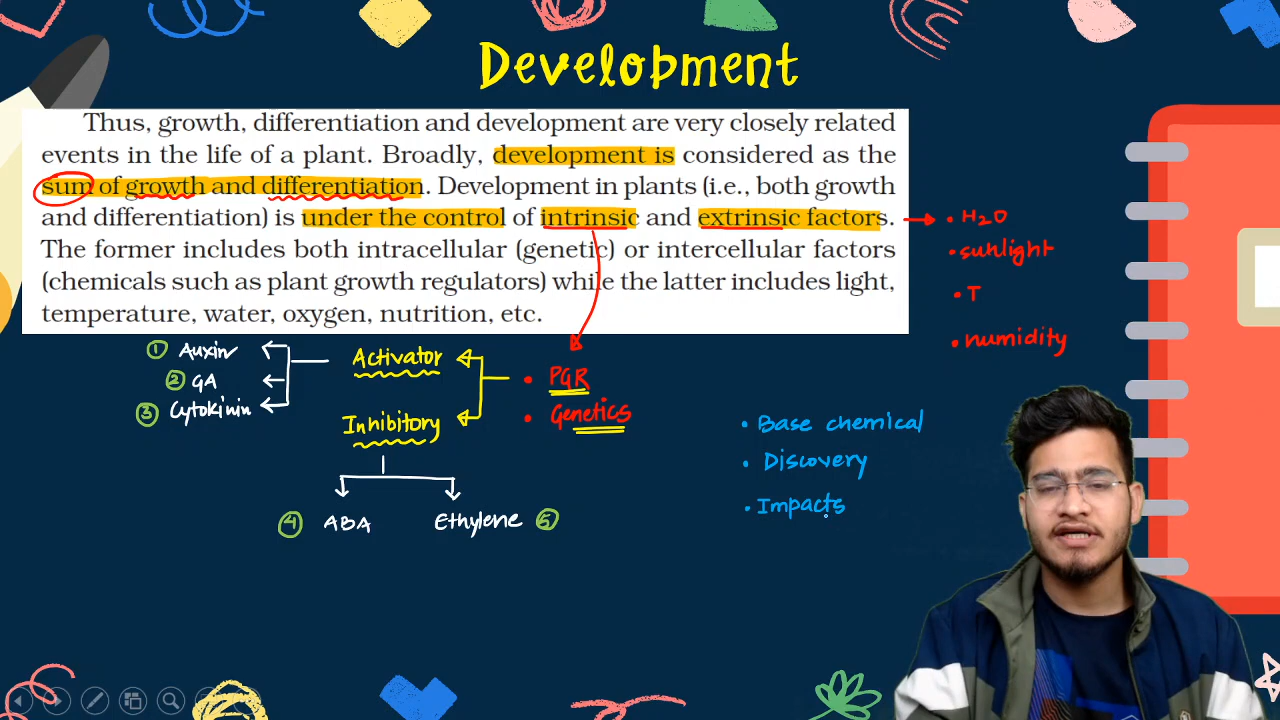 Development
Thus, growth, differentiation and development are very closely related
events in the life of a plant. Broadly, development is considered as the
sum of growth and differentiation. Development in plants (i.e., both growth
and differentiation) is under the control of intrinsic and extrinsic factors.
The former includes both intracellular (genetic) or intercellular factors
(chemicals such as plant growth regulators) while the latter includes light,
temperature, water, oxygen, nutrition, etc.
• H2O
• sunlight
• T
• humidity
① Auxin
② GA
③ Cytokinin
Activator
Inhibitory
• PGR
• Genetics
④ ABA
Ethylene ⑤
• Base chemical
• Discovery
• Impacts